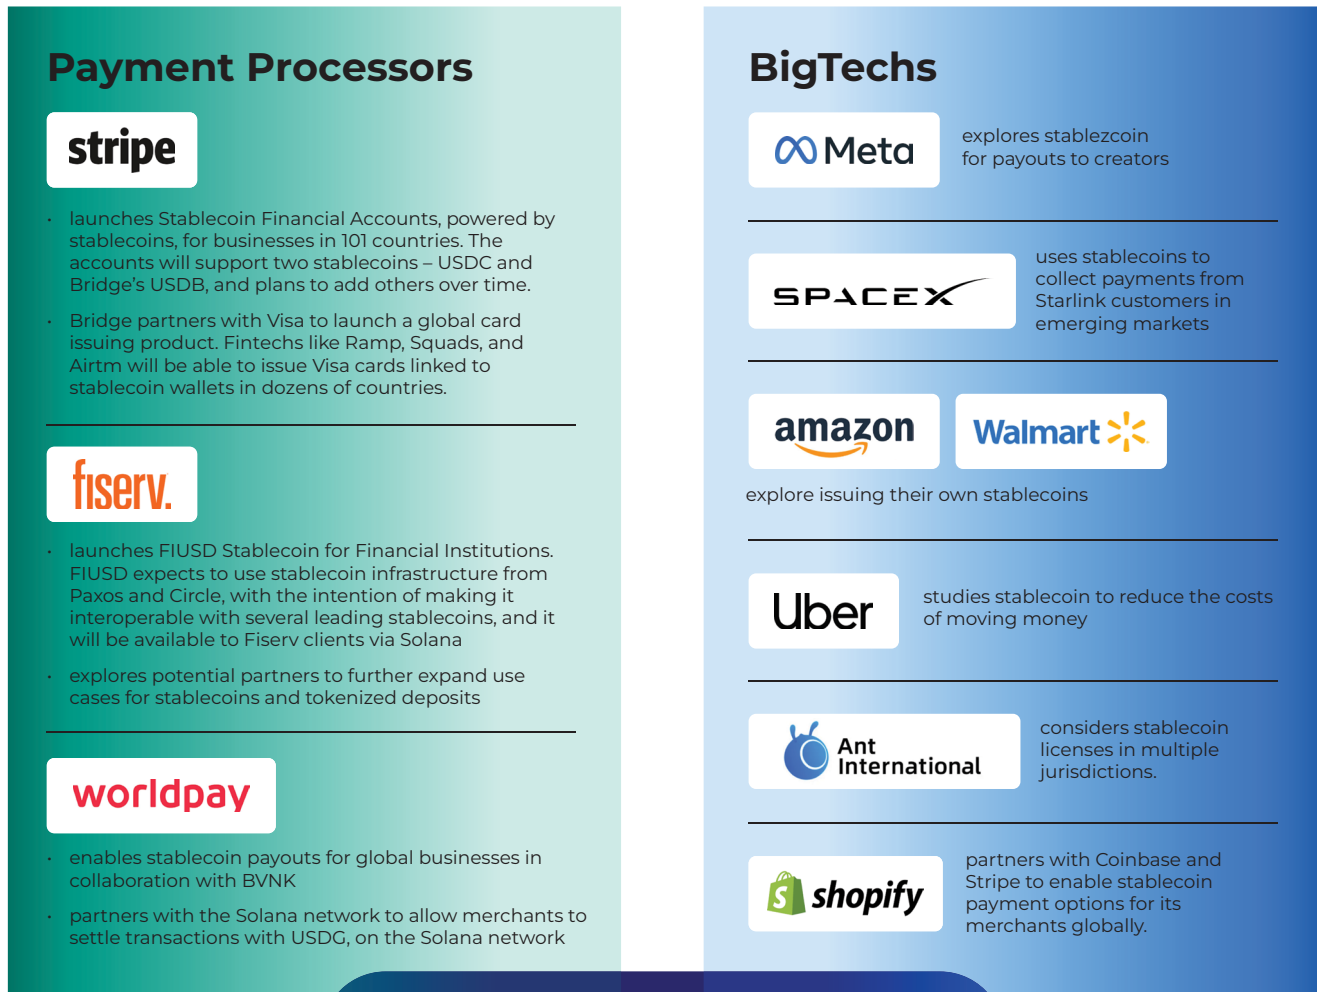 Payment Processors
stripe
• launches Stablecoin Financial Accounts, powered by
stablecoins, for businesses in 101 countries. The
accounts will support two stablecoins – USDC and
Bridge's USDB, and plans to add others over time.
• Bridge partners with Visa to launch a global card
issuing product. Fintechs like Ramp, Squads, and
Airtm will be able to issue Visa cards linked to
stablecoin wallets in dozens of countries.
fiserv.
• launches FIUSD Stablecoin for Financial Institutions.
FIUSD expects to use stablecoin infrastructure from
Paxos and Circle, with the intention of making it
interoperable with several leading stablecoins, and it
will be available to Fiserv clients via Solana
• explores potential partners to further expand use
cases for stablecoins and tokenized deposits
worldpay
• enables stablecoin payouts for global businesses in
collaboration with BVNK
• partners with the Solana network to allow merchants to
settle transactions with USDG, on the Solana network
BigTechs
Meta
explores stablezcoin
for payouts to creators
SPACEX
uses stablecoins to
collect payments from
Starlink customers in
emerging markets
amazon
Walmart
explore issuing their own stablecoins
Uber
studies stablecoin to reduce the costs
of moving money
Ant
International
considers stablecoin
licenses in multiple
jurisdictions.
shopify
partners with Coinbase and
Stripe to enable stablecoin
payment options for its
merchants globally.